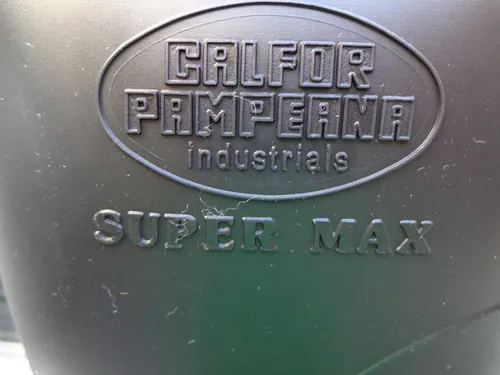 CALFOR
PAMPEANA
industrials
SUPER MAX